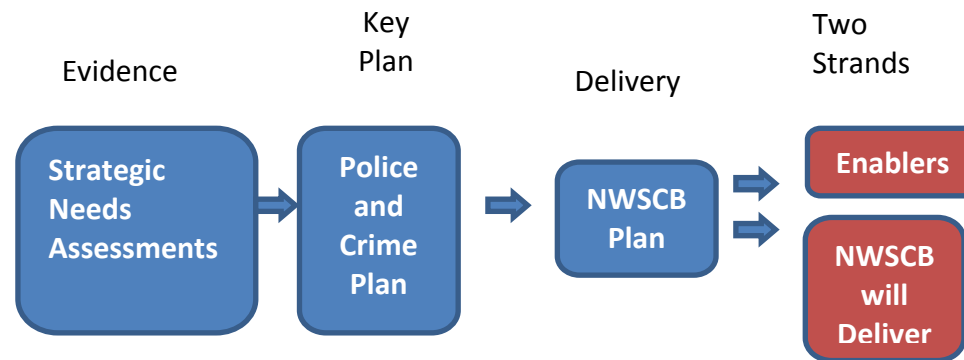 Evidence
Key
Plan
Delivery
Two
Strands
Strategic
Needs
Assessments
Police
and
Crime
Plan
NWSCB
Plan
Enablers
NWSCB
will
Deliver